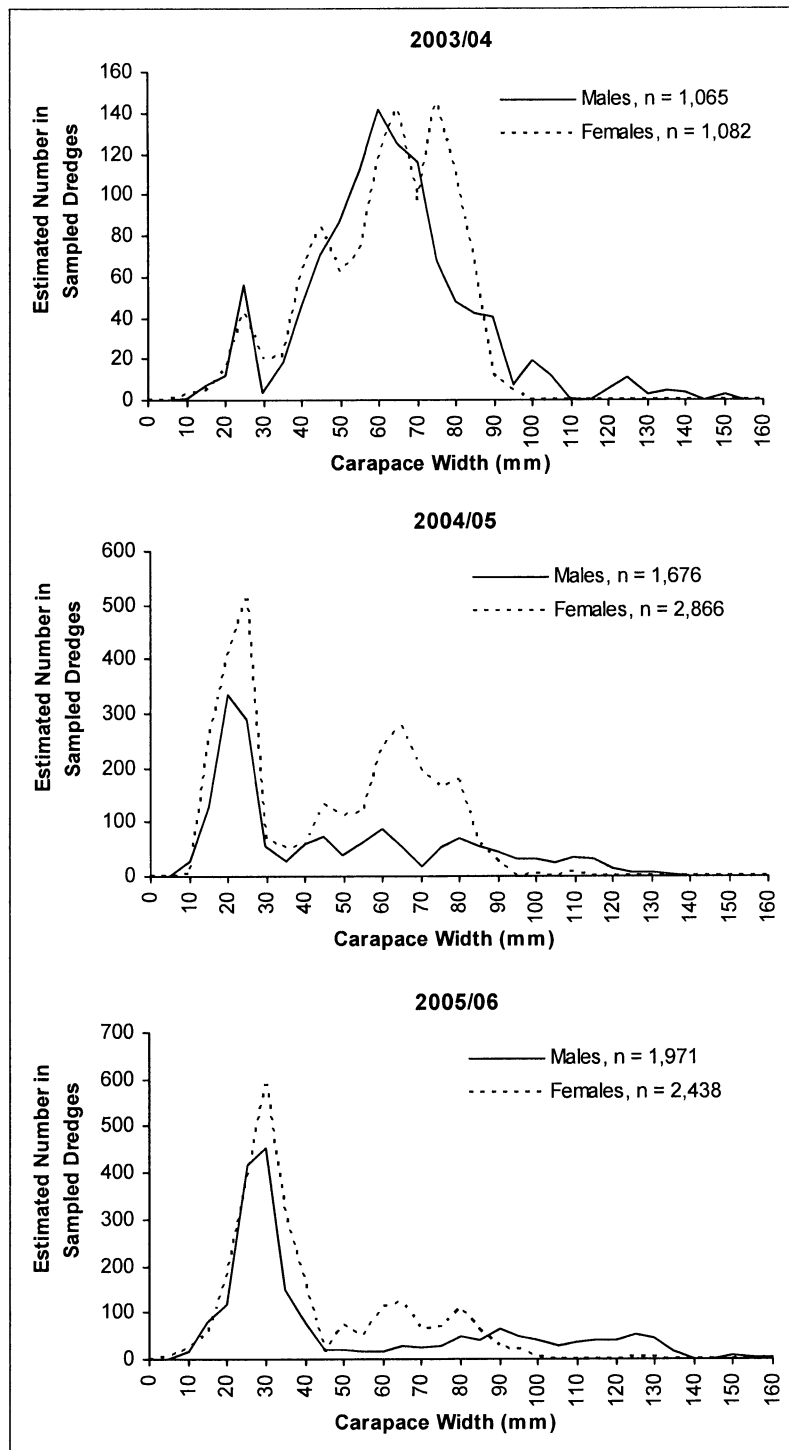 2003/04
Estimated Number in
Sampled Dredges
160
140
120
100
80
60
40
20
0
Males, n = 1,065
Females, n = 1,082
0 10 20 30 40 50 60 70 80 90 100 110 120 130 140 150 160
Carapace Width (mm)
2004/05
Estimated Number in
Sampled Dredges
600
500
400
300
200
100
0
Males, n = 1,676
Females, n = 2,866
0 10 20 30 40 50 60 70 80 90 100 110 120 130 140 150 160
Carapace Width (mm)
2005/06
Estimated Number in
Sampled Dredges
700
600
500
400
300
200
100
0
Males, n = 1,971
Females, n = 2,438
0 10 20 30 40 50 60 70 80 90 100 110 120 130 140 150 160
Carapace Width (mm)